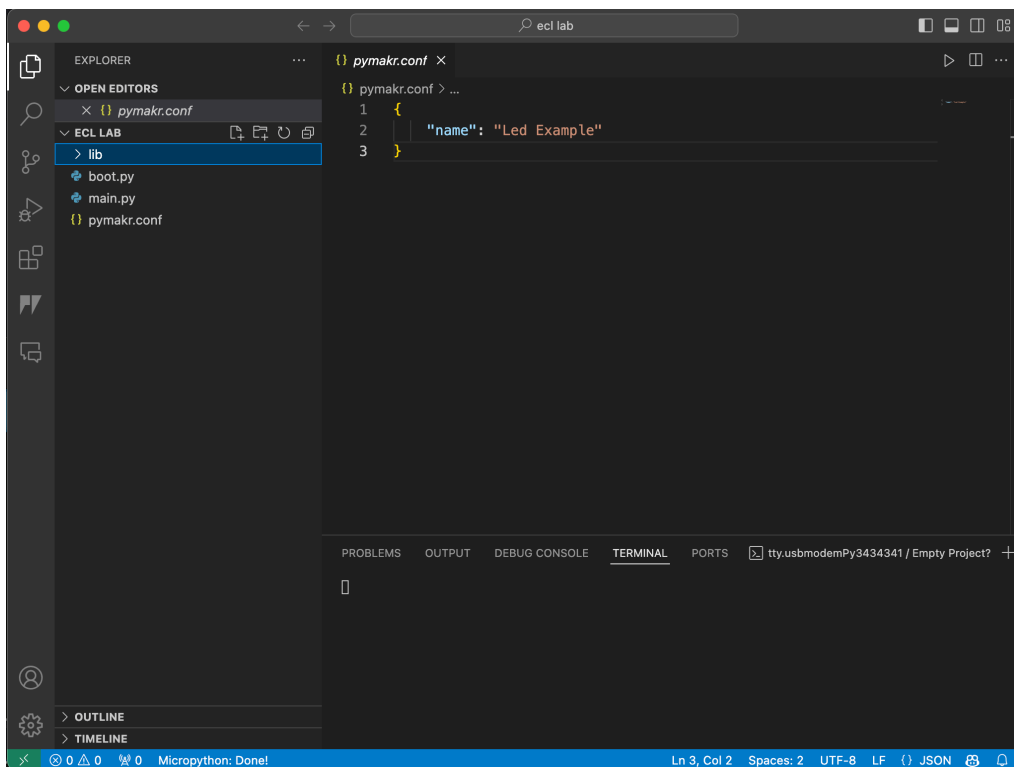 ecl lab
EXPLORER
OPEN EDITORS
pymakr.conf
ECL LAB
lib
boot.py
main.py
pymakr.conf
OUTLINE
TIMELINE
pymakr.conf
pymakr.conf > ...
1 {
2 "name": "Led Example"
3 }
PROBLEMS OUTPUT DEBUG CONSOLE TERMINAL PORTS tty.usbmodemPy3434341 / Empty Project?
0 0 0 Micropython: Done! Ln 3, Col 2 Spaces: 2 UTF-8 LF {} JSON